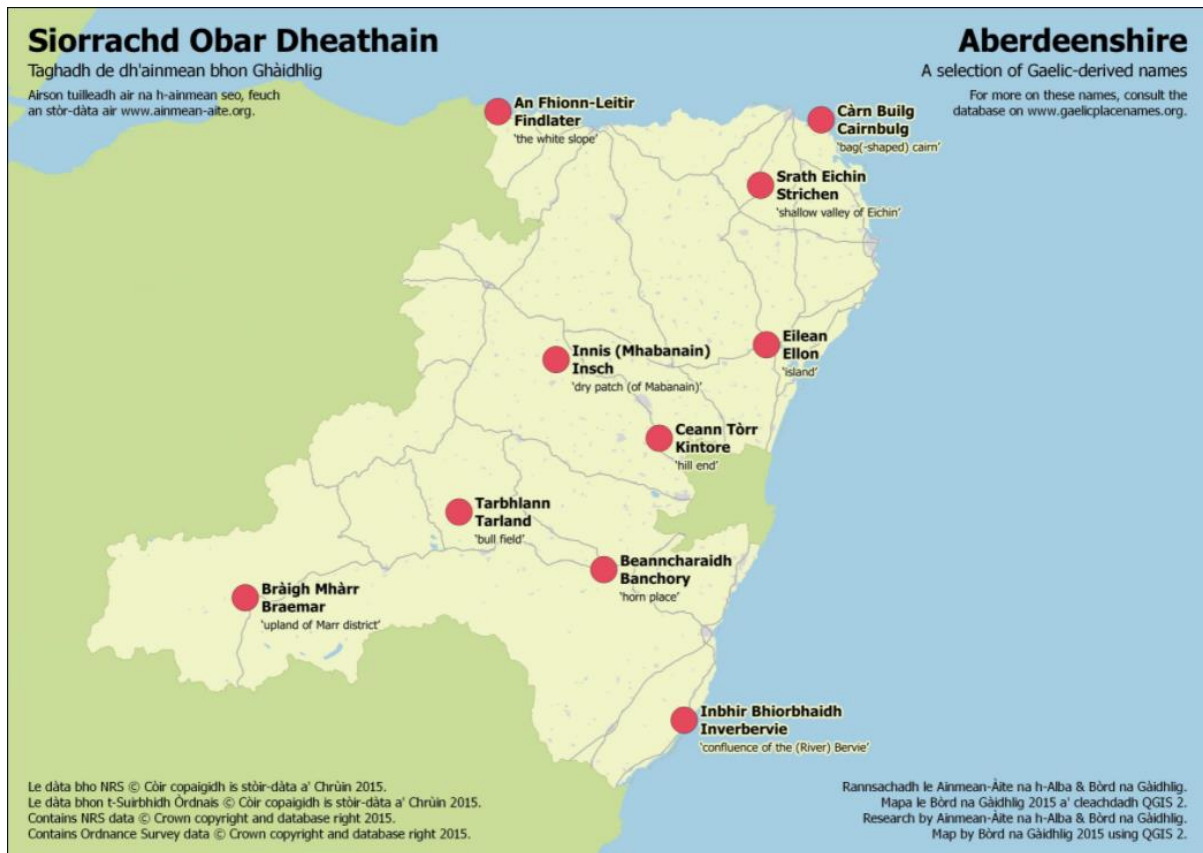 Siorrachd Obar Dheathain
Taghadh de dh'ainmean bhon Ghàidhlig
Airson tuilleadh air na h-ainmean seo, feuch
an stòr-dàta air www.ainmean-aite.org.
Aberdeenshire
A selection of Gaelic-derived names
For more on these names, consult the
database on www.gaelicplacenames.org.
An Fhionn-Leitir
Findlater
'the white slope'
Càrn Builg
Cairnbulg
'bag(-shaped) cairn'
Srath Eichin
Strichen
'shallow valley of Eichin'
Eilean
Ellon
'island'
Innis (Mhabanain)
Insch
'dry patch (of Mabanain)'
Ceann Tòrr
Kintore
'hill end'
Tarbhlann
Tarland
'bull field'
Beanncharaidh
Banchory
'horn place'
Bràigh Mhàrr
Braemar
'upland of Marr district'
Inbhir Bhiorbhaidh
Inverbervie
'confluence of the (River) Bervie'
Le dàta bho NRS © Còir copaigidh is stòir-dàta a' Chrùin 2015.
Le dàta bhon t-Suirbhidh Òrdnais © Còir copaigidh is stòir-dàta a' Chrùin 2015.
Contains NRS data © Crown copyright and database right 2015.
Contains Ordnance Survey data © Crown copyright and database right 2015.
Rannsachadh le Ainmean-Àite na h-Alba & Bòrd na Gàidhlig.
Mapa le Bòrd na Gàidhlig 2015 a' cleachdadh QGIS 2.
Research by Ainmean-Àite na h-Alba & Bòrd na Gàidhlig.
Map by Bòrd na Gàidhlig 2015 using QGIS 2.